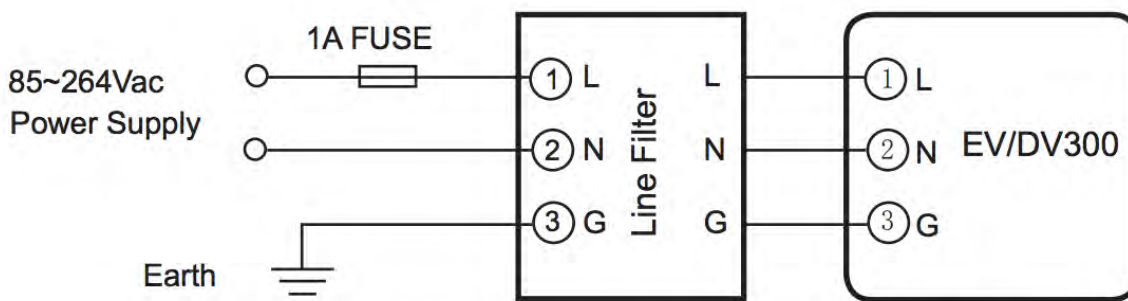 1A FUSE
85~264Vac
Power Supply
1 L
2 N
3 G
Line Filter
L
N
G
1 L
2 N
3 G
EV/DV300
Earth